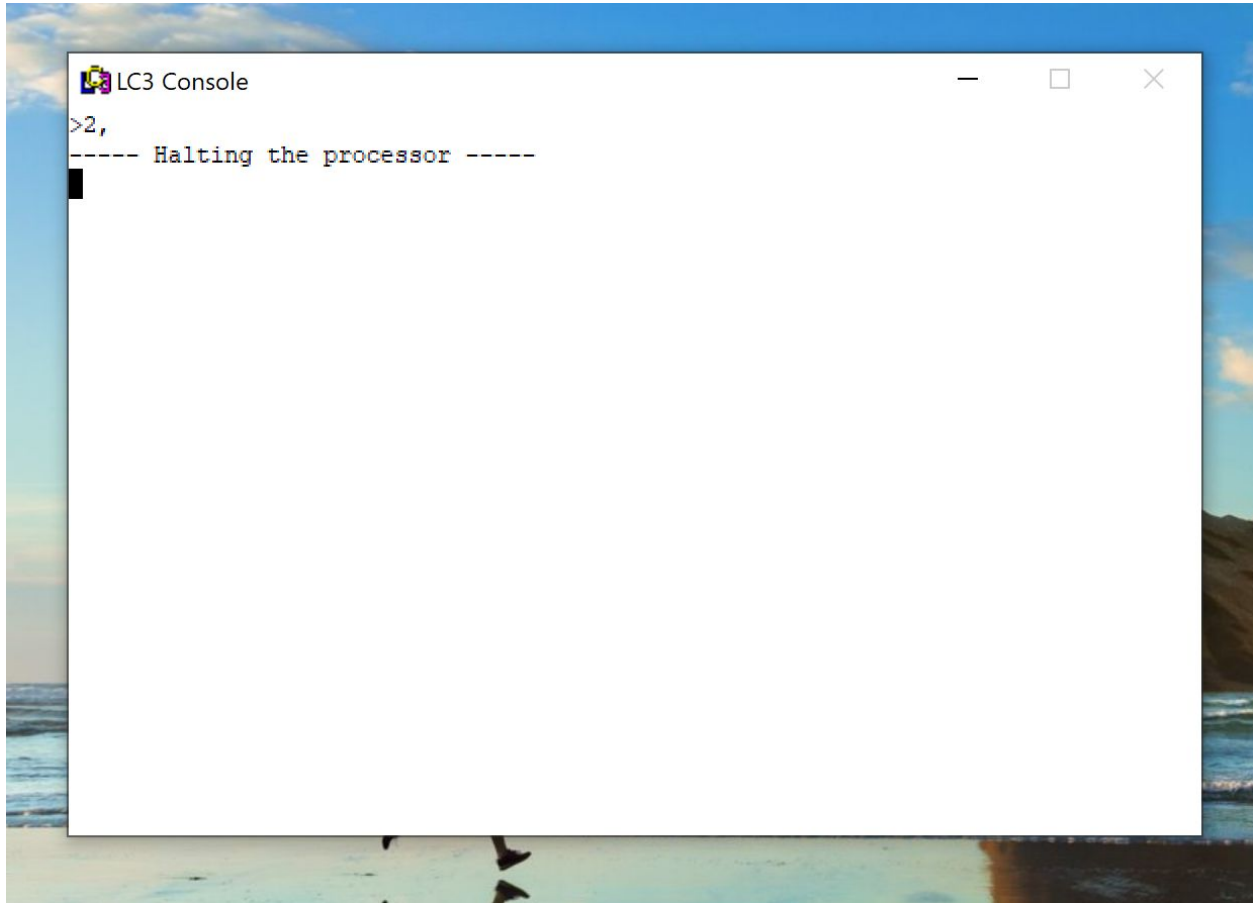 LC3 Console
>2,
----- Halting the processor -----